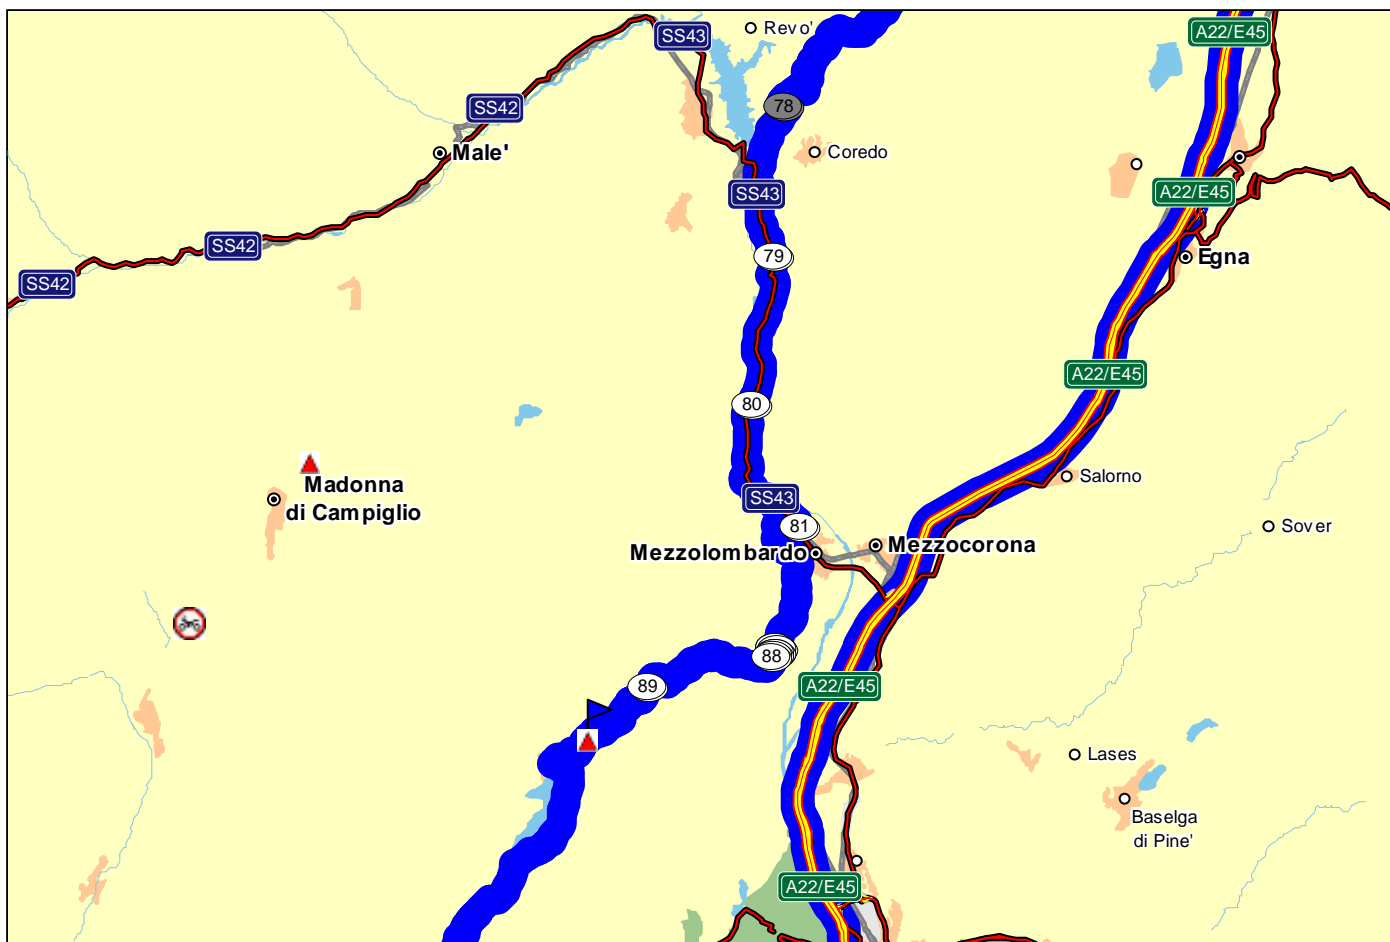 Revo'
A22/E45
SS43
78
SS42
Male'
Coredo
A22/E45
SS43
SS42
79
Egna
SS42
A22/E45
80
Madonna
di Campiglio
Salorno
SS43
81
Sover
Mezzolombardo
Mezzocorona
88
89
A22/E45
Lases
Baselga
di Pine'
A22/E45